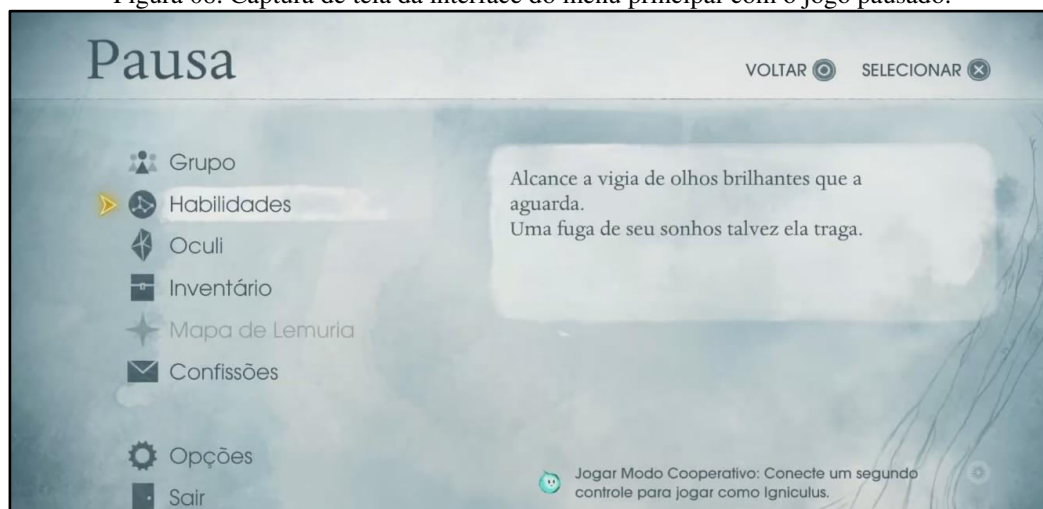 Figura 06: Captura de tela da interface do menu principal com o jogo pausado.
Pausa
VOLTAR
SELECIONAR
Grupo
Habilidades
Oculi
Inventário
Mapa de Lemuria
Confissões
Opções
Sair
Alcance a vigia de olhos brilhantes que a
aguarda.
Uma fuga de seu sonhos talvez ela traga.
Jogar Modo Cooperativo: Conecte um segundo
controle para jogar como Igniculus.